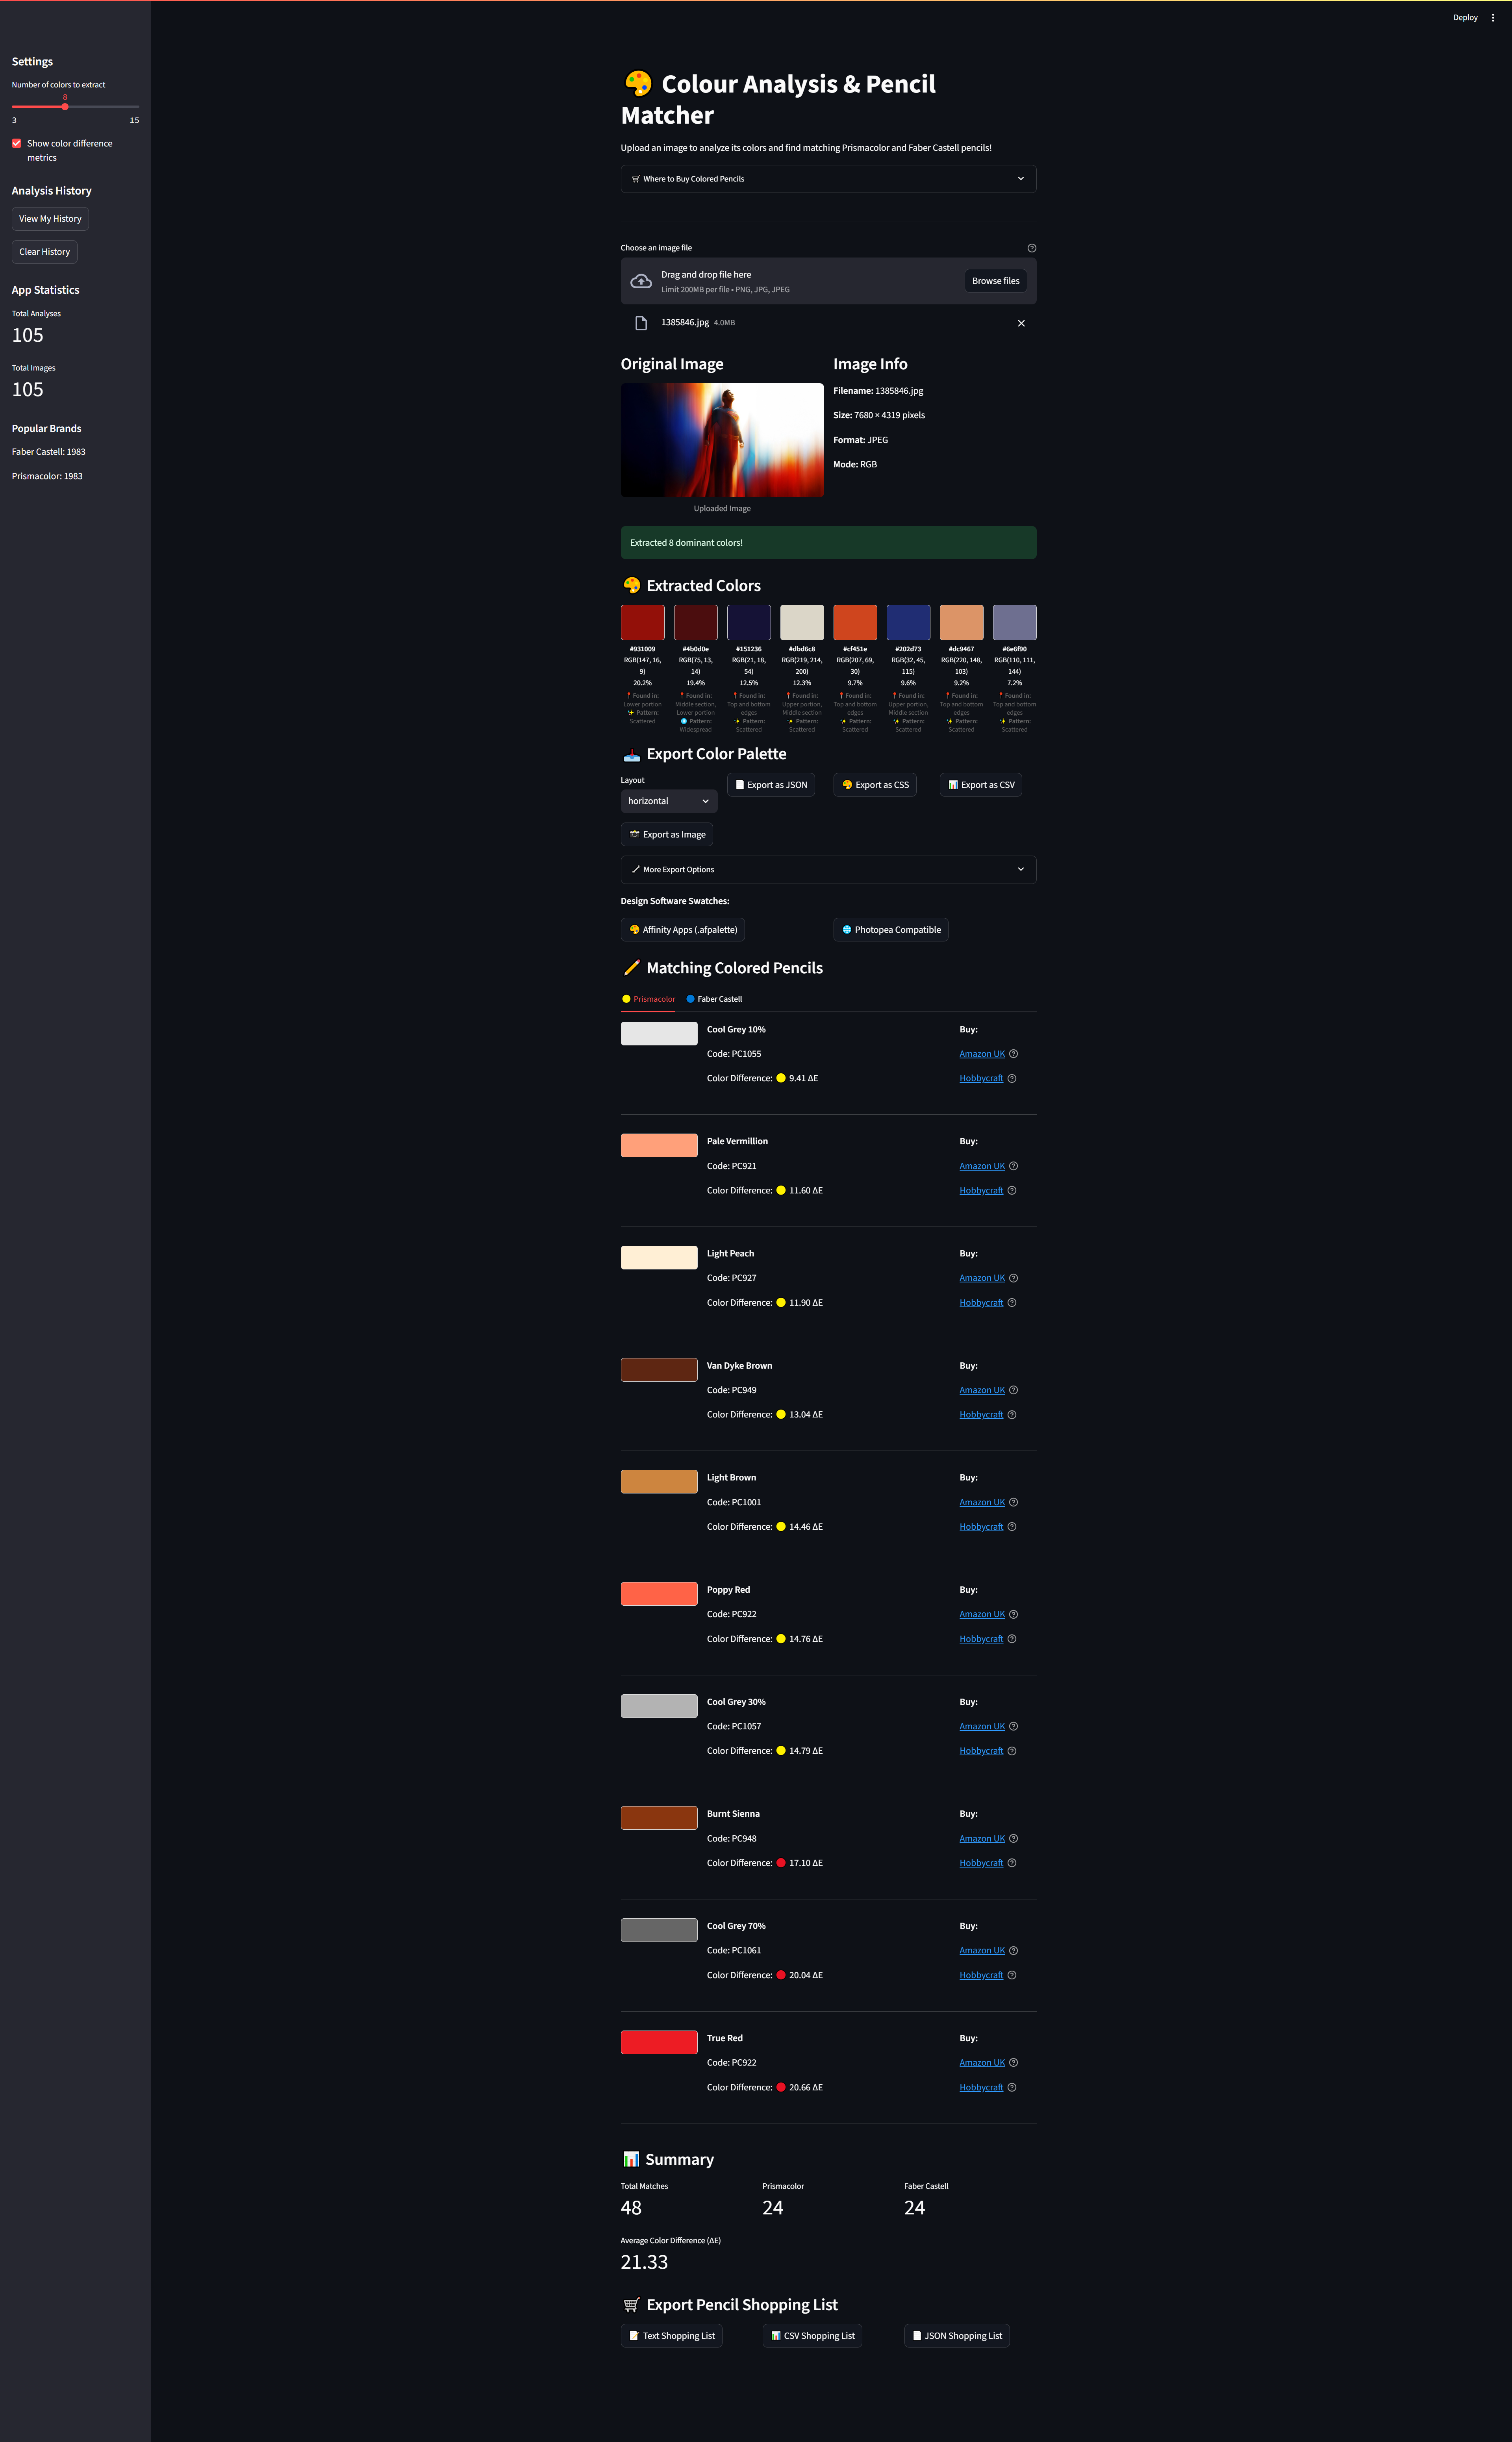 Deploy
Settings
Number of colors to extract
8
3 15
Show color difference
metrics
Analysis History
View My History
Clear History
App Statistics
Total Analyses
105
Total Images
105
Popular Brands
Faber Castell: 1983
Prismacolor: 1983
Colour Analysis & Pencil
Matcher
Upload an image to analyze its colors and find matching Prismacolor and Faber Castell pencils!
Where to Buy Colored Pencils
Choose an image file
Drag and drop file here
Limit 200MB per file • PNG, JPG, JPEG
Browse files
1385846.jpg 4.0MB
Original Image
Uploaded Image
Image Info
Filename: 1385846.jpg
Size: 7680 × 4319 pixels
Format: JPEG
Mode: RGB
Extracted 8 dominant colors!
Extracted Colors
#931009
RGB(147, 16,
9)
20.2%
Found in:
Lower portion
Pattern:
Scattered
#4b0d0e
RGB(75, 13,
14)
19.4%
Found in:
Middle section,
Lower portion
Pattern:
Widespread
#151236
RGB(21, 18,
54)
12.5%
Found in:
Top and bottom
edges
Pattern:
Scattered
#dbd6c8
RGB(219, 214,
200)
12.3%
Found in:
Upper portion,
Middle section
Pattern:
Scattered
#cf451e
RGB(207, 69,
30)
9.7%
Found in:
Top and bottom
edges
Pattern:
Scattered
#202d73
RGB(32, 45,
115)
9.6%
Found in:
Upper portion,
Middle section
Pattern:
Scattered
#dc9467
RGB(220, 148,
103)
9.2%
Found in:
Top and bottom
edges
Pattern:
Scattered
#6e6f90
RGB(110, 111,
144)
7.2%
Found in:
Top and bottom
edges
Pattern:
Scattered
Export Color Palette
Layout
horizontal
Export as JSON
Export as CSS
Export as CSV
Export as Image
More Export Options
Design Software Swatches:
Affinity Apps (.afpalette)
Photopea Compatible
Matching Colored Pencils
Prismacolor Faber Castell
Cool Grey 10%
Code: PC1055
Color Difference: 9.41 ΔE
Buy:
Amazon UK
Hobbycraft
Pale Vermillion
Code: PC921
Color Difference: 11.60 ΔE
Buy:
Amazon UK
Hobbycraft
Light Peach
Code: PC927
Color Difference: 11.90 ΔE
Buy:
Amazon UK
Hobbycraft
Van Dyke Brown
Code: PC949
Color Difference: 13.04 ΔE
Buy:
Amazon UK
Hobbycraft
Light Brown
Code: PC1001
Color Difference: 14.46 ΔE
Buy:
Amazon UK
Hobbycraft
Poppy Red
Code: PC922
Color Difference: 14.76 ΔE
Buy:
Amazon UK
Hobbycraft
Cool Grey 30%
Code: PC1057
Color Difference: 14.79 ΔE
Buy:
Amazon UK
Hobbycraft
Burnt Sienna
Code: PC948
Color Difference: 17.10 ΔE
Buy:
Amazon UK
Hobbycraft
Cool Grey 70%
Code: PC1061
Color Difference: 20.04 ΔE
Buy:
Amazon UK
Hobbycraft
True Red
Code: PC922
Color Difference: 20.66 ΔE
Buy:
Amazon UK
Hobbycraft
Summary
Total Matches
48
Prismacolor
24
Faber Castell
24
Average Color Difference (ΔE)
21.33
Export Pencil Shopping List
Text Shopping List
CSV Shopping List
JSON Shopping List